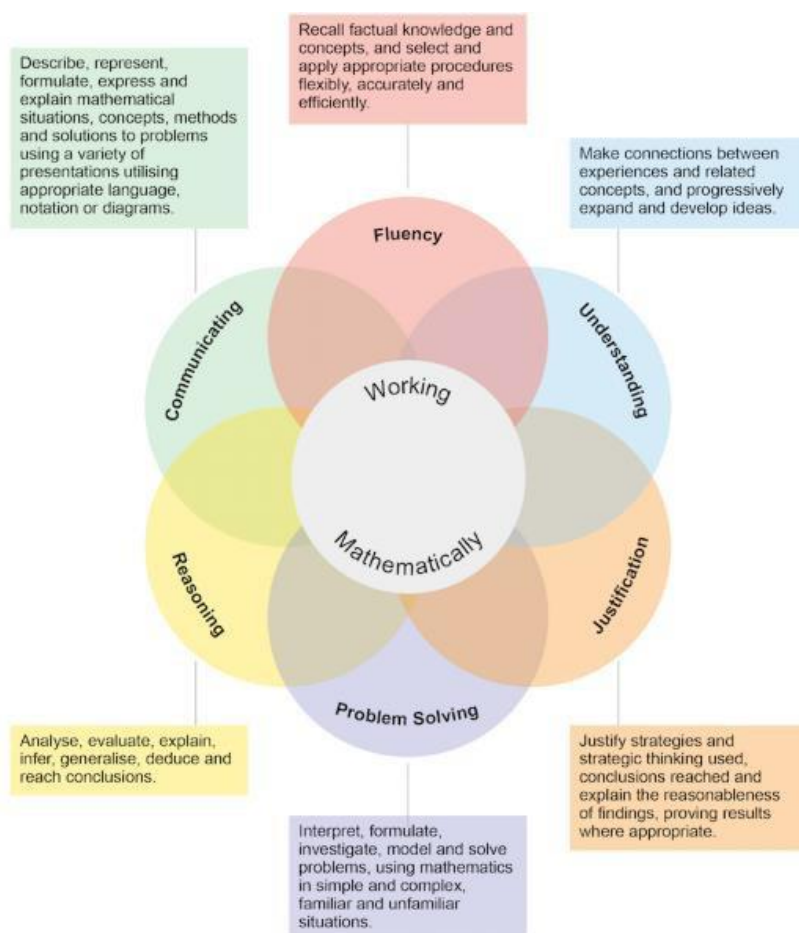 Recall factual knowledge and
concepts, and select and
apply appropriate procedures
flexibly, accurately and
efficiently.
Describe, represent,
formulate, express and
explain mathematical
situations, concepts, methods
and solutions to problems
using a variety of
presentations utilising
appropriate language,
notation or diagrams.
Make connections between
experiences and related
concepts, and progressively
expand and develop ideas.
Fluency
Communicating
Understanding
Working
Mathematically
Reasoning
Justification
Problem Solving
Analyse, evaluate, explain,
infer, generalise, deduce and
reach conclusions.
Justify strategies and
strategic thinking used,
conclusions reached and
explain the reasonableness
of findings, proving results
where appropriate.
Interpret, formulate,
investigate, model and solve
problems, using mathematics
in simple and complex,
familiar and unfamiliar
situations.